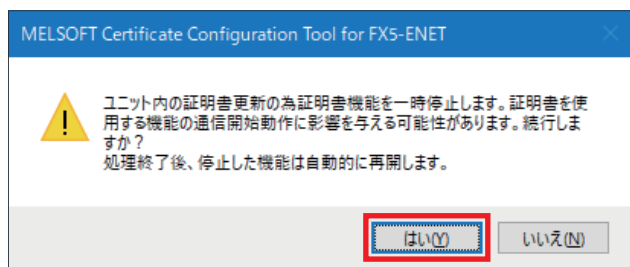 MELSOFT Certificate Configuration Tool for FX5-ENET
ユニット内の証明書更新の為証明書機能を一時停止します。証明書を使
用する機能の通信開始動作に影響を与える可能性があります。続行しま
すか？
処理終了後、停止した機能は自動的に再開します。
はい(Y)
いいえ(N)